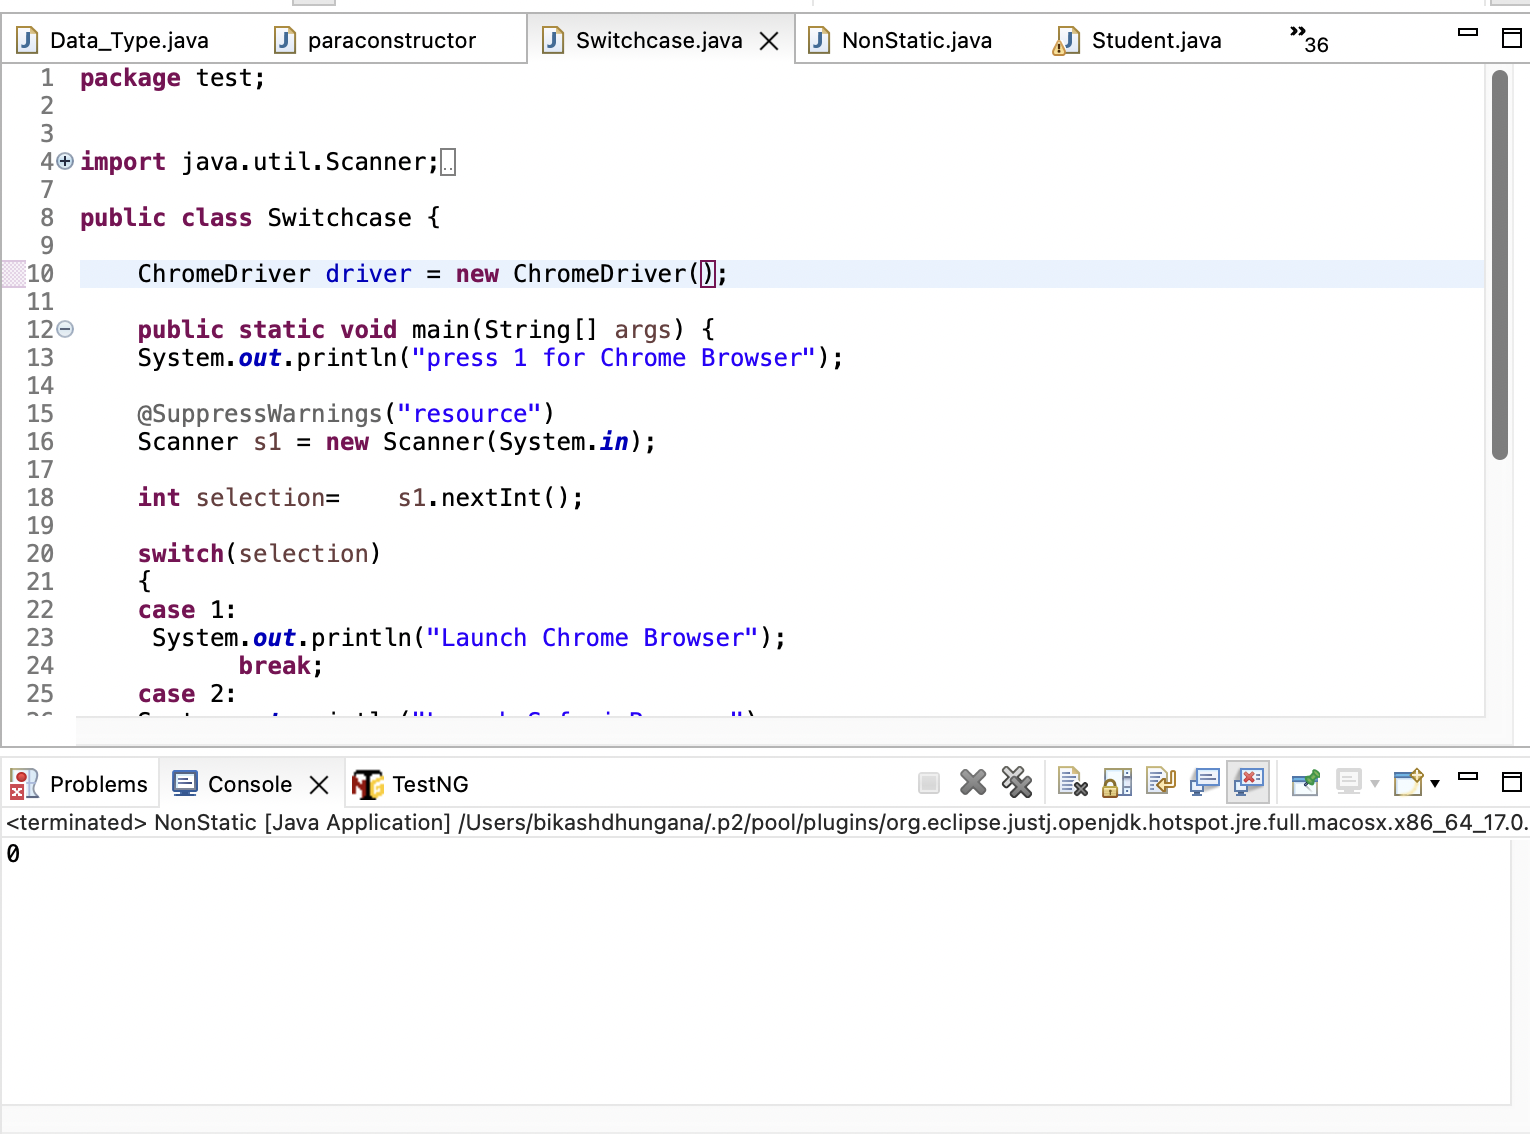 Data_Type.java paraconstructor Switchcase.java NonStatic.java Student.java »36
1 package test;
2
3
4 import java.util.Scanner;
7
8 public class Switchcase {
9
10 ChromeDriver driver = new ChromeDriver();
11
12 public static void main(String[] args) {
13 System.out.println("press 1 for Chrome Browser");
14
15 @SuppressWarnings("resource")
16 Scanner s1 = new Scanner(System.in);
17
18 int selection=    s1.nextInt();
19
20 switch(selection)
21 {
22 case 1:
23 System.out.println("Launch Chrome Browser");
24 break;
25 case 2:
Problems Console TestNG
<terminated> NonStatic [Java Application] /Users/bikashdhungana/.p2/pool/plugins/org.eclipse.justj.openjdk.hotspot.jre.full.macosx.x86_64_17.0.
0